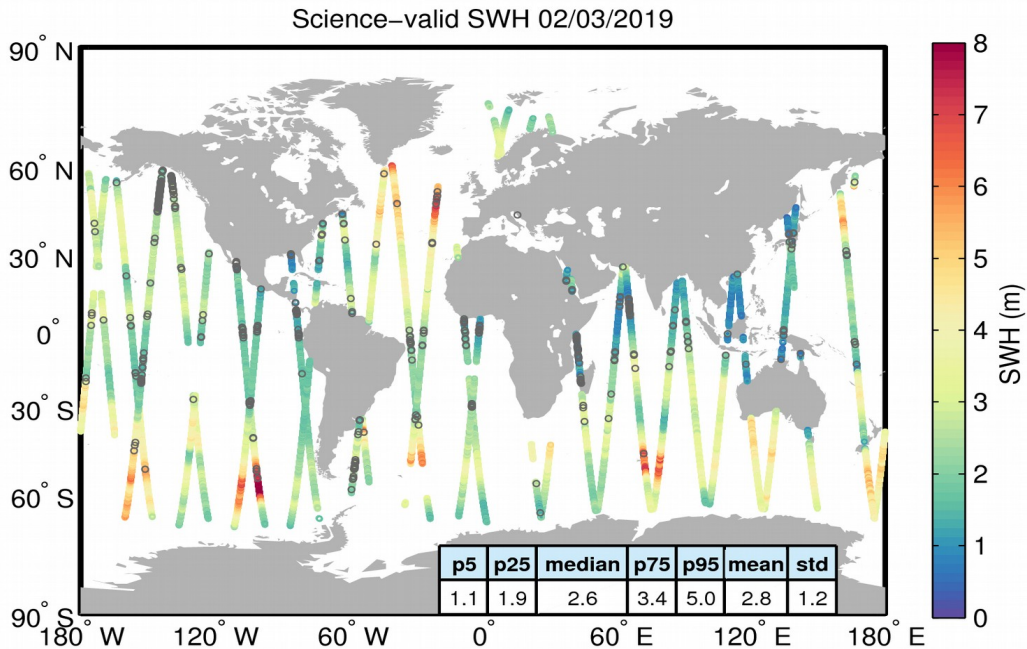 Science−valid SWH 02/03/2019
90° N
60° N
30° N
0°
30° S
60° S
90° S
180° W
120° W
60° W
0°
60° E
120° E
180° E
p5 p25 median p75 p95 mean std
1.1 1.9 2.6 3.4 5.0 2.8 1.2
8
7
6
5
4
3
2
1
0
SWH (m)